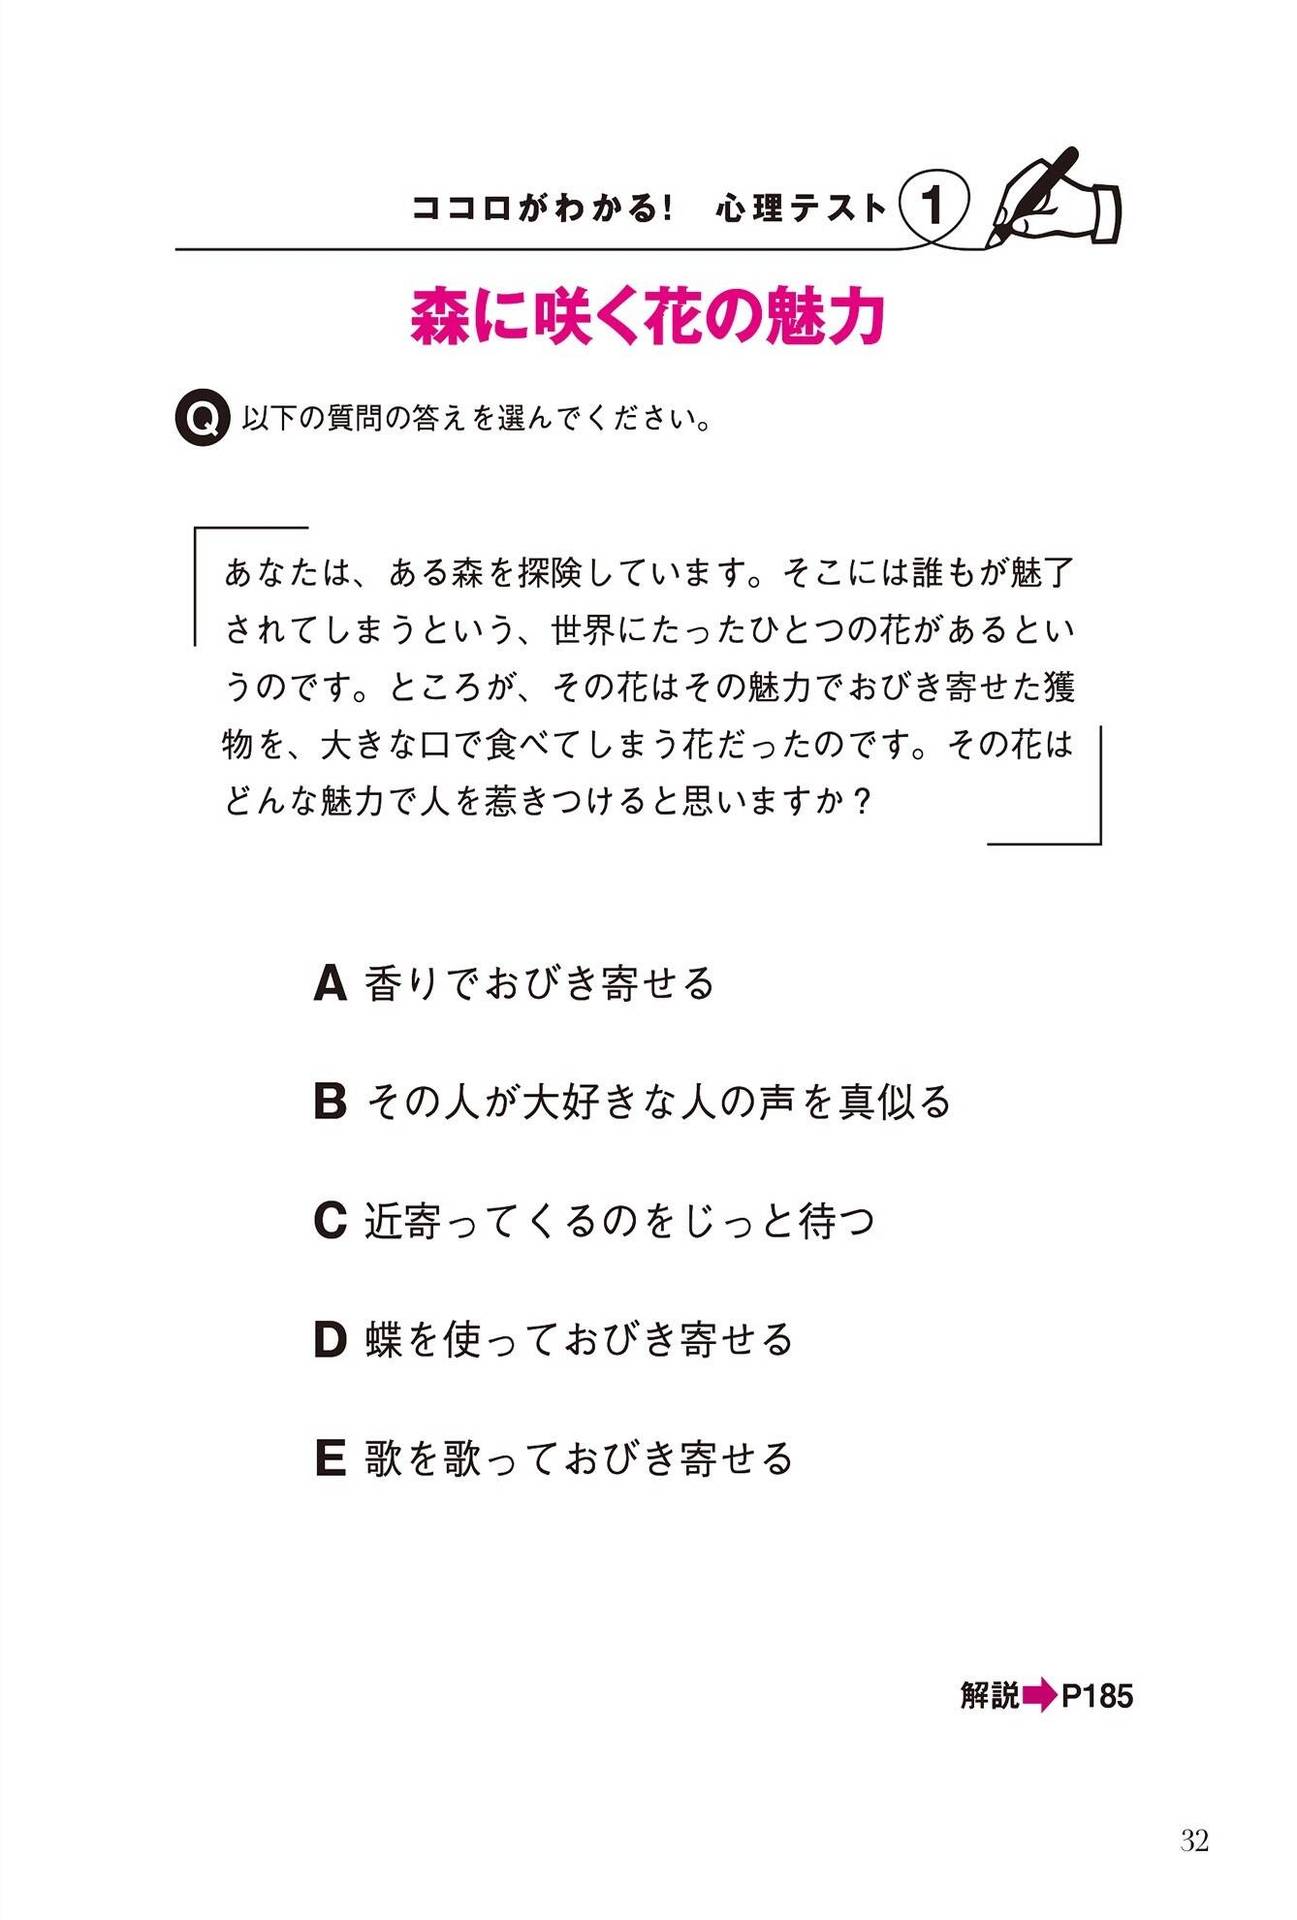 ココロがわかる！　心理テスト 1
森に咲く花の魅力
Q 以下の質問の答えを選んでください。
あなたは、ある森を探険しています。そこには誰もが魅了
されてしまうという、世界にたったひとつの花があるとい
うのです。ところが、その花はその魅力でおびき寄せた獲
物を、大きな口で食べてしまう花だったのです。その花は
どんな魅力で人を惹きつけると思いますか？
A 香りでおびき寄せる
B その人が大好きな人の声を真似る
C 近寄ってくるのをじっと待つ
D 蝶を使っておびき寄せる
E 歌を歌っておびき寄せる
解説➡P185
32